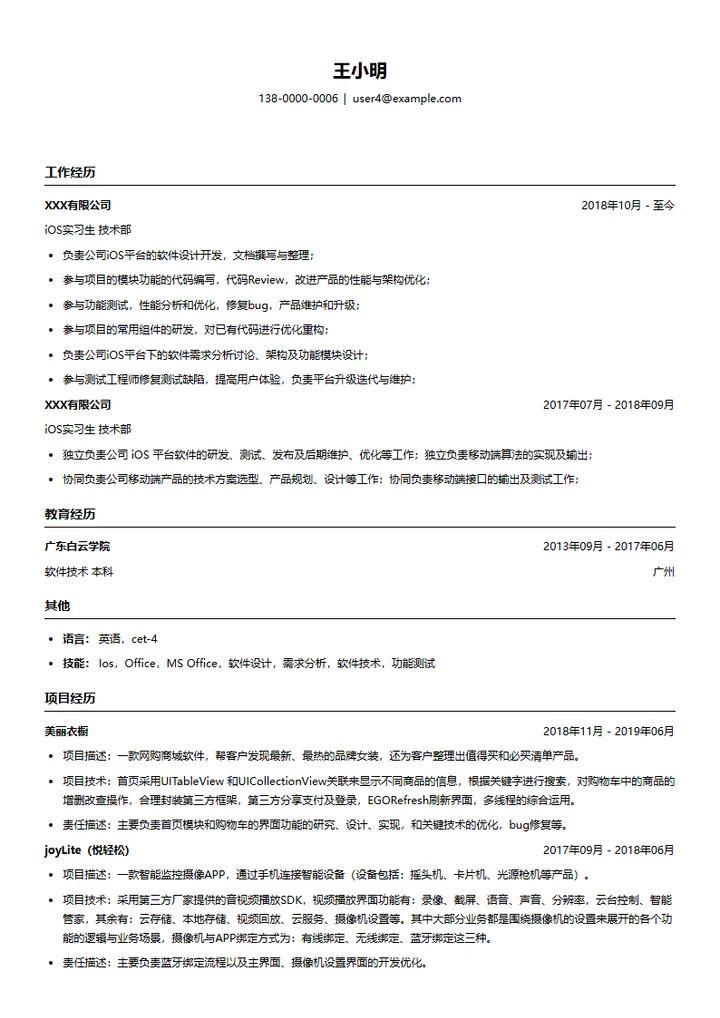 王小明
138-0000-0006 | user4@example.com
工作经历
XXX有限公司 2018年10月 - 至今
iOS实习生 技术部
• 负责公司iOS平台的软件设计开发，文档撰写与整理；
• 参与项目的模块功能的代码编写，代码Review，改进产品的性能与架构优化；
• 参与功能测试，性能分析和优化，修复bug，产品维护和升级；
• 参与项目的常用组件的研发，对已有代码进行优化重构；
• 负责公司iOS平台下的软件需求分析讨论、架构及功能模块设计；
• 参与测试工程师修复测试缺陷，提高用户体验，负责平台升级迭代与维护；
XXX有限公司 2017年07月 - 2018年09月
iOS实习生 技术部
• 独立负责公司 iOS 平台软件的研发、测试、发布及后期维护、优化等工作；独立负责移动端算法的实现及输出；
• 协同负责公司移动端产品的技术方案选型、产品规划、设计等工作；协同负责移动端接口的输出及测试工作；
教育经历
广东白云学院 2013年09月 - 2017年06月
软件技术 本科 广州
其他
• 语言： 英语，cet-4
• 技能： Ios，Office，MS Office，软件设计，需求分析，软件技术，功能测试
项目经历
美丽衣橱 2018年11月 - 2019年06月
• 项目描述：一款网购商城软件，帮客户发现最新、最热的品牌女装，还为客户整理出值得买和必买清单产品。
• 项目技术：首页采用UITableView 和UICollectionView关联来显示不同商品的信息，根据关键字进行搜索，对购物车中的商品的
增删改查操作，合理封装第三方框架，第三方分享支付及登录，EGORefresh刷新界面，多线程的综合运用。
• 责任描述：主要负责首页模块和购物车的界面功能的研究、设计、实现，和关键技术的优化，bug修复等。
joyLite（悦轻松） 2017年09月 - 2018年06月
• 项目描述：一款智能监控摄像APP，通过手机连接智能设备（设备包括：摇头机、卡片机、光源枪机等产品）。
• 项目技术：采用第三方厂家提供的音视频播放SDK，视频播放界面功能有：录像、截屏、语音、声音、分辨率，云台控制、智能
管家，其余有：云存储、本地存储、视频回放、云服务、摄像机设置等。其中大部分业务都是围绕摄像机的设置来展开的各个功
能的逻辑与业务场景，摄像机与APP绑定方式为：有线绑定、无线绑定、蓝牙绑定这三种。
• 责任描述：主要负责蓝牙绑定流程以及主界面、摄像机设置界面的开发优化。